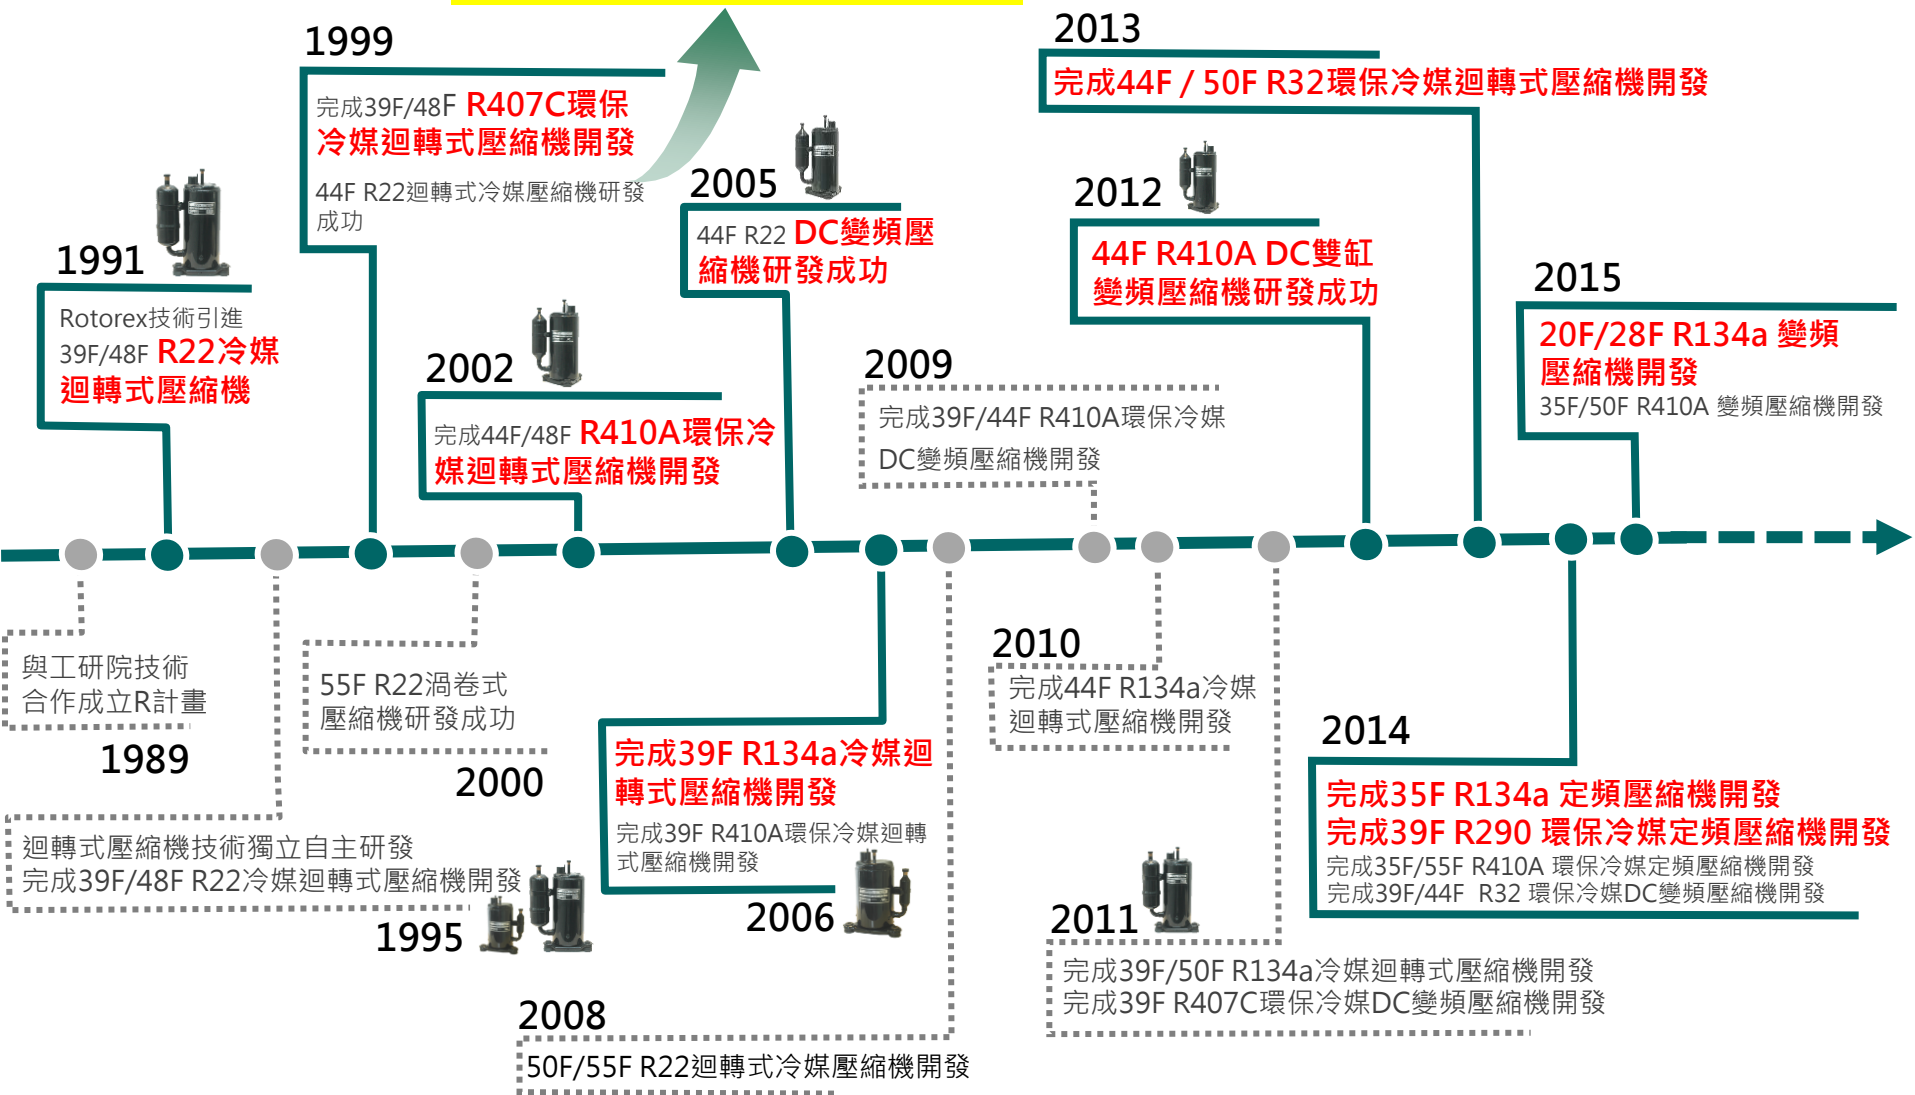 1999
完成39F/48F R407C環保
冷媒迴轉式壓縮機開發
44F R22迴轉式冷媒壓縮機研發
成功
2013
完成44F / 50F R32環保冷媒迴轉式壓縮機開發
2005
44F R22 DC變頻壓
縮機研發成功
2012
44F R410A DC雙缸
變頻壓縮機研發成功
1991
Rotorex技術引進
39F/48F R22冷媒
迴轉式壓縮機
2015
20F/28F R134a 變頻
壓縮機開發
35F/50F R410A 變頻壓縮機開發
2002
完成44F/48F R410A環保冷
媒迴轉式壓縮機開發
2009
完成39F/44F R410A環保冷媒
DC變頻壓縮機開發
與工研院技術
合作成立R計畫
1989
55F R22渦卷式
壓縮機研發成功
2000
2010
完成44F R134a冷媒
迴轉式壓縮機開發
完成39F R134a冷媒迴
轉式壓縮機開發
完成39F R410A環保冷媒迴轉
式壓縮機開發
2006
2014
完成35F R134a 定頻壓縮機開發
完成39F R290 環保冷媒定頻壓縮機開發
完成35F/55F R410A 環保冷媒定頻壓縮機開發
完成39F/44F R32 環保冷媒DC變頻壓縮機開發
迴轉式壓縮機技術獨立自主研發
完成39F/48F R22冷媒迴轉式壓縮機開發
1995
2011
完成39F/50F R134a冷媒迴轉式壓縮機開發
完成39F R407C環保冷媒DC變頻壓縮機開發
2008
50F/55F R22迴轉式冷媒壓縮機開發